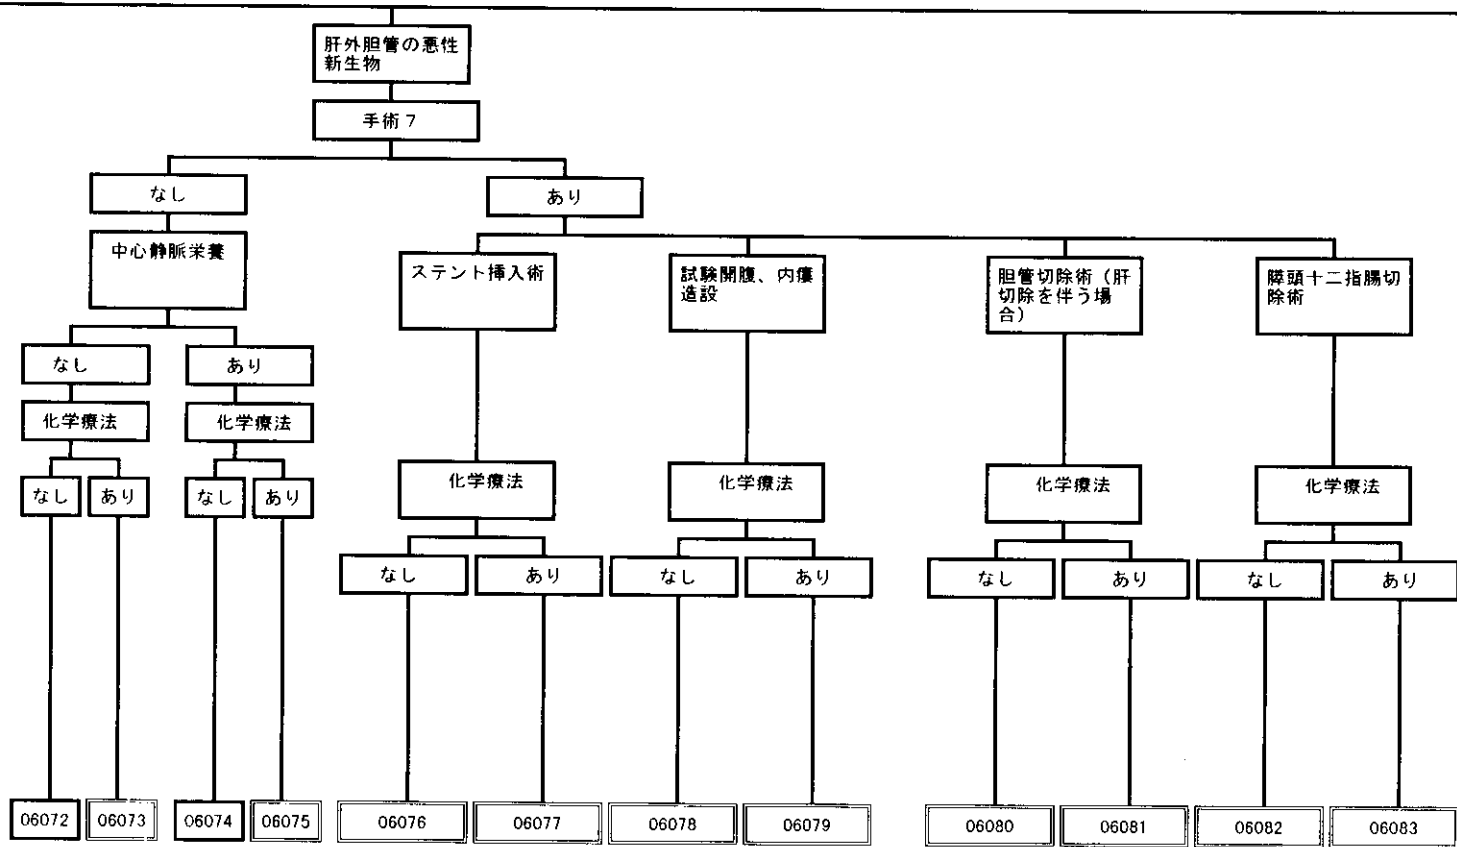 肝外胆管の悪性
新生物
手術７
なし
あり
中心静脈栄養
ステント挿入術
試験開腹、内瘻
造設
胆管切除術（肝
切除を伴う場
合）
膵頭十二指腸切
除術
なし
あり
化学療法
化学療法
なし
あり
なし
あり
化学療法
化学療法
化学療法
化学療法
なし
あり
なし
あり
なし
あり
なし
あり
06072
06073
06074
06075
06076
06077
06078
06079
06080
06081
06082
06083